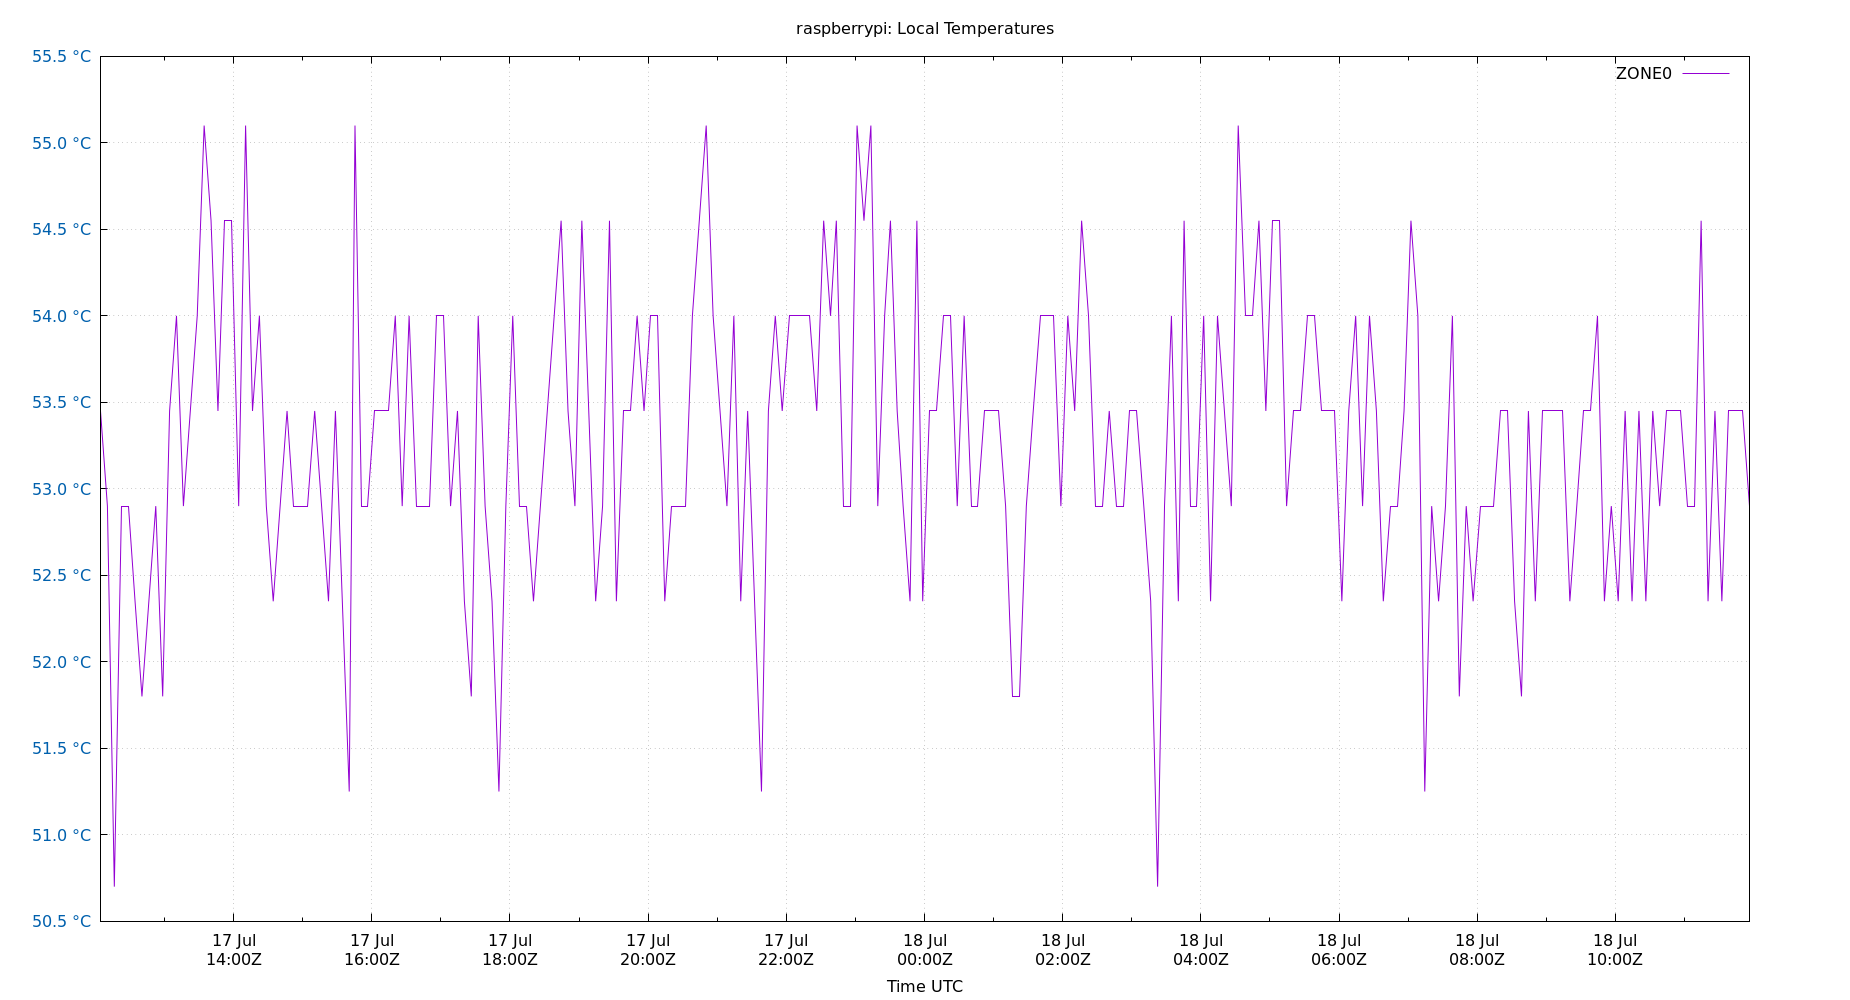 raspberrypi: Local Temperatures
55.5 °C
ZONE0
55.0 °C
54.5 °C
54.0 °C
53.5 °C
53.0 °C
52.5 °C
52.0 °C
51.5 °C
51.0 °C
50.5 °C
17 Jul 17 Jul 17 Jul 17 Jul 17 Jul 18 Jul 18 Jul 18 Jul 18 Jul 18 Jul 18 Jul
14:00Z 16:00Z 18:00Z 20:00Z 22:00Z 00:00Z 02:00Z 04:00Z 06:00Z 08:00Z 10:00Z
Time UTC